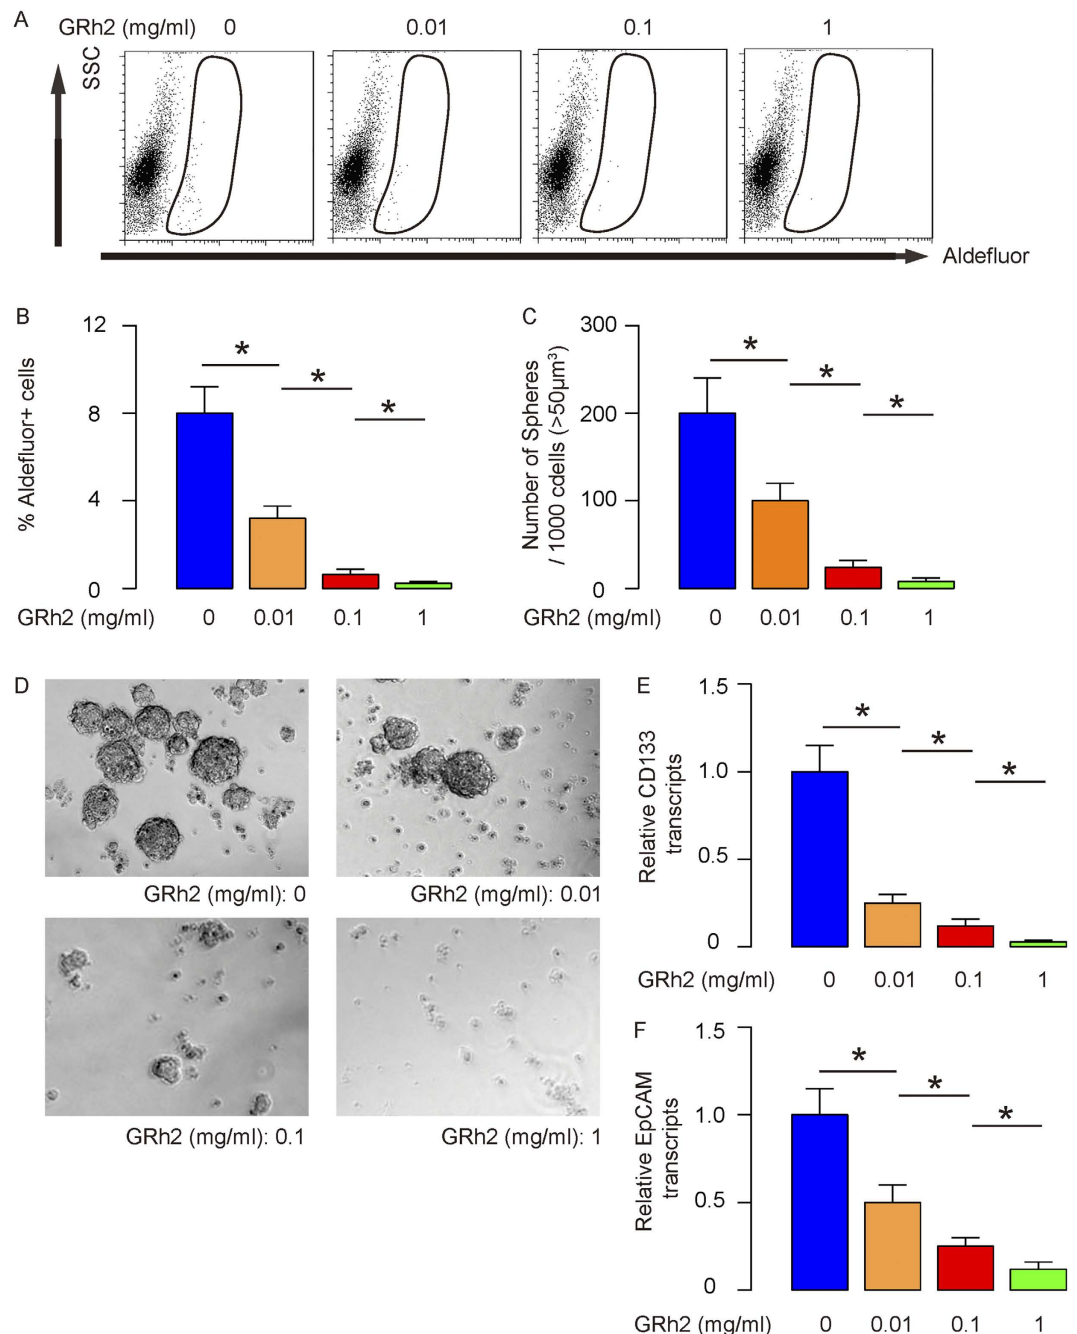 A
GRh2 (mg/ml) 0 0.01 0.1 1
SSC
Aldefluor
B
% Aldefluor+ cells
12
8
4
0
GRh2 (mg/ml) 0 0.01 0.1 1
* * *
C
Number of Spheres
/ 1000 cdells (>50µm³)
300
200
100
0
GRh2 (mg/ml) 0 0.01 0.1 1
* * *
D
GRh2 (mg/ml): 0
GRh2 (mg/ml): 0.01
GRh2 (mg/ml): 0.1
GRh2 (mg/ml): 1
E
Relative CD133
transcripts
1.5
1.0
0.5
0
GRh2 (mg/ml) 0 0.01 0.1 1
* * *
F
Relative EpCAM
transcripts
1.5
1.0
0.5
0
GRh2 (mg/ml) 0 0.01 0.1 1
* * *